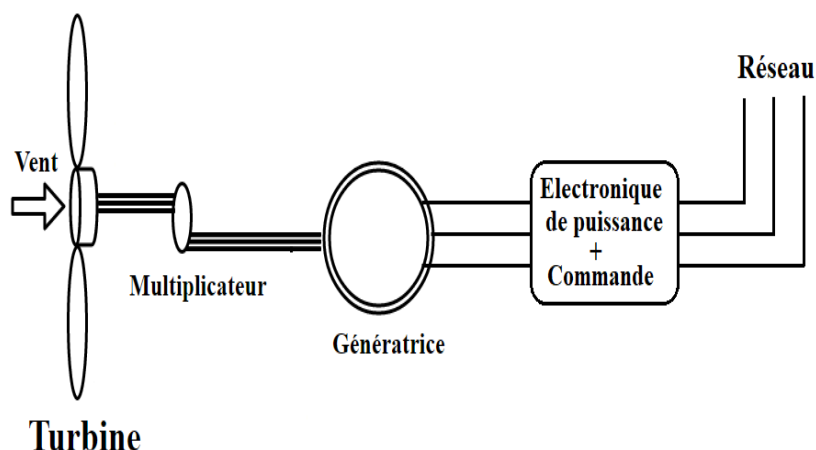 Vent
Turbine
Multiplicateur
Génératrice
Electronique
de puissance
+
Commande
Réseau